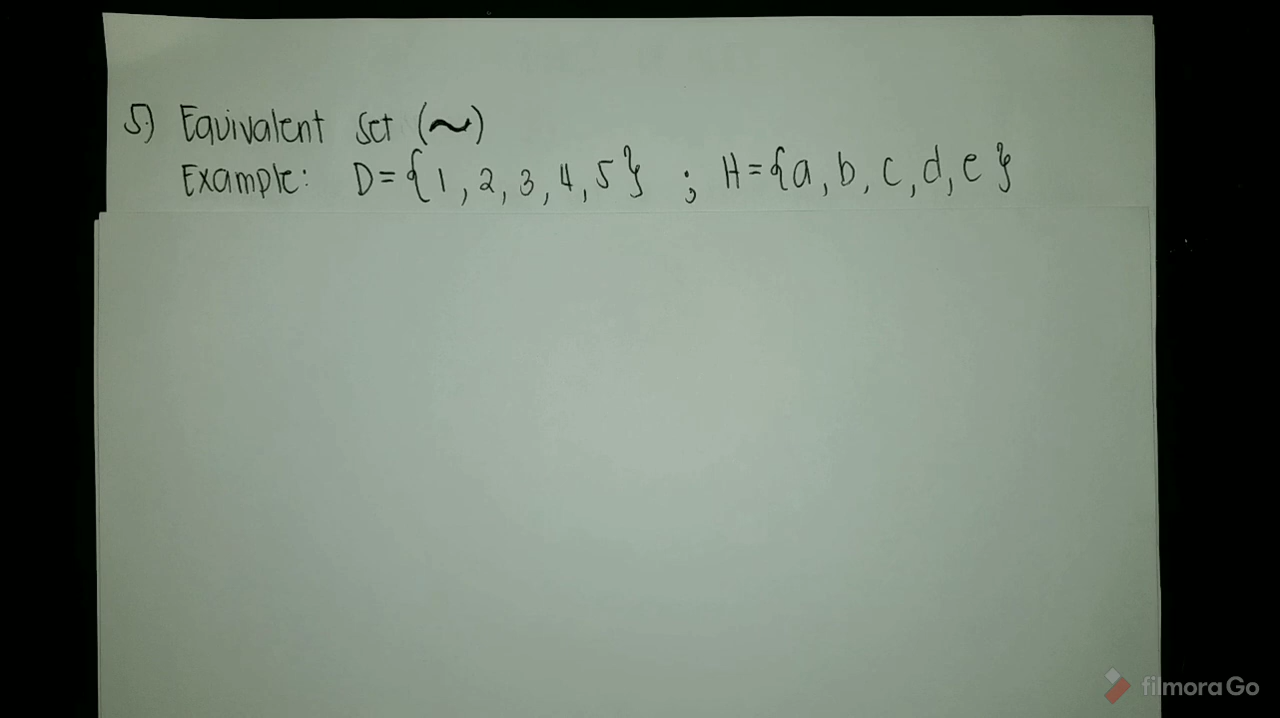 5.) Equivalent Set (~)
Example: D = {1, 2, 3, 4, 5} ; H = {a, b, c, d, e}
filmoraGo